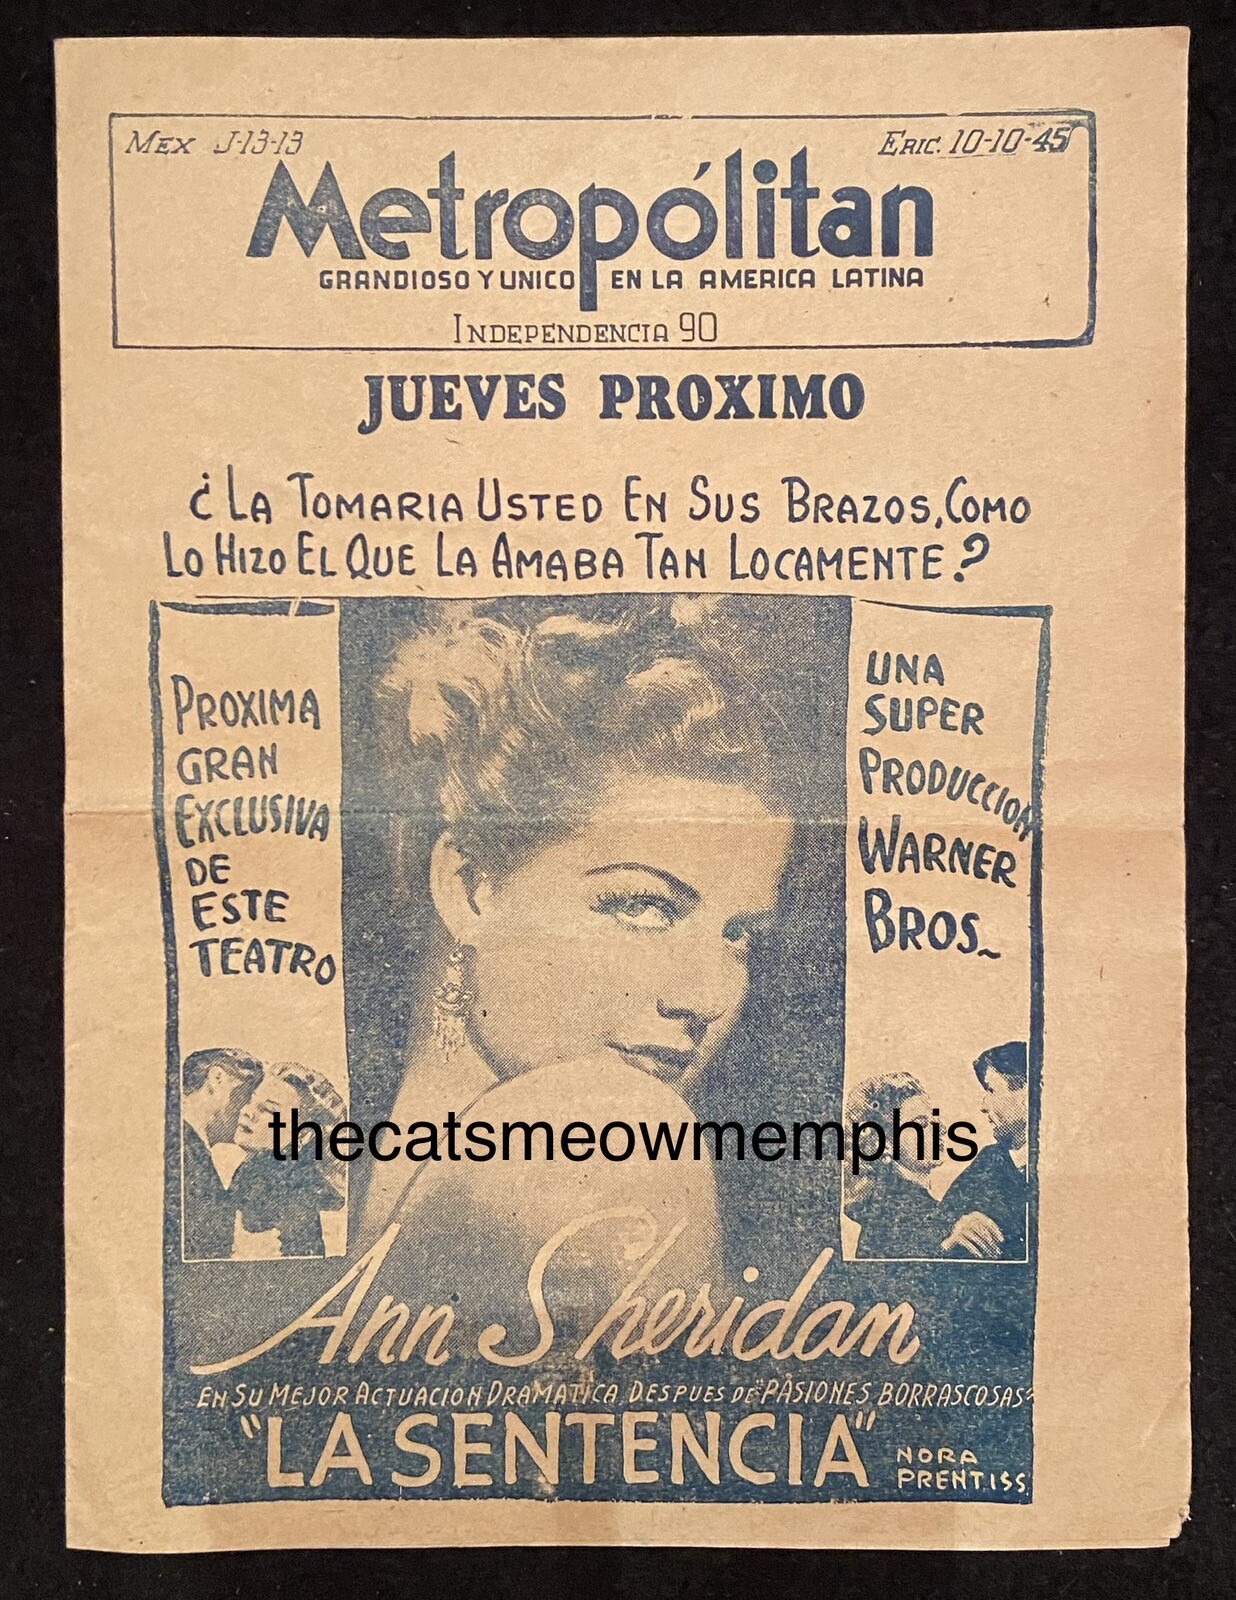 MEX J-13-13
ERIC. 10-10-45
Metropólitan
GRANDIOSO Y UNICO EN LA AMERICA LATINA
INDEPENDENCIA 90
JUEVES PROXIMO
¿LA TOMARIA USTED EN SUS BRAZOS, COMO
LO HIZO EL QUE LA AMABA TAN LOCAMENTE?
PROXIMA
GRAN
EXCLUSIVA
DE
ESTE
TEATRO
UNA
SUPER
PRODUCCION
WARNER
BROS.
thecatsmeowmemphis
Ann Sheridan
EN SU MEJOR ACTUACION DRAMATICA DESPUES DE "PASIONES BORRASCOSAS"
"LA SENTENCIA"
NORA
PRENTISS